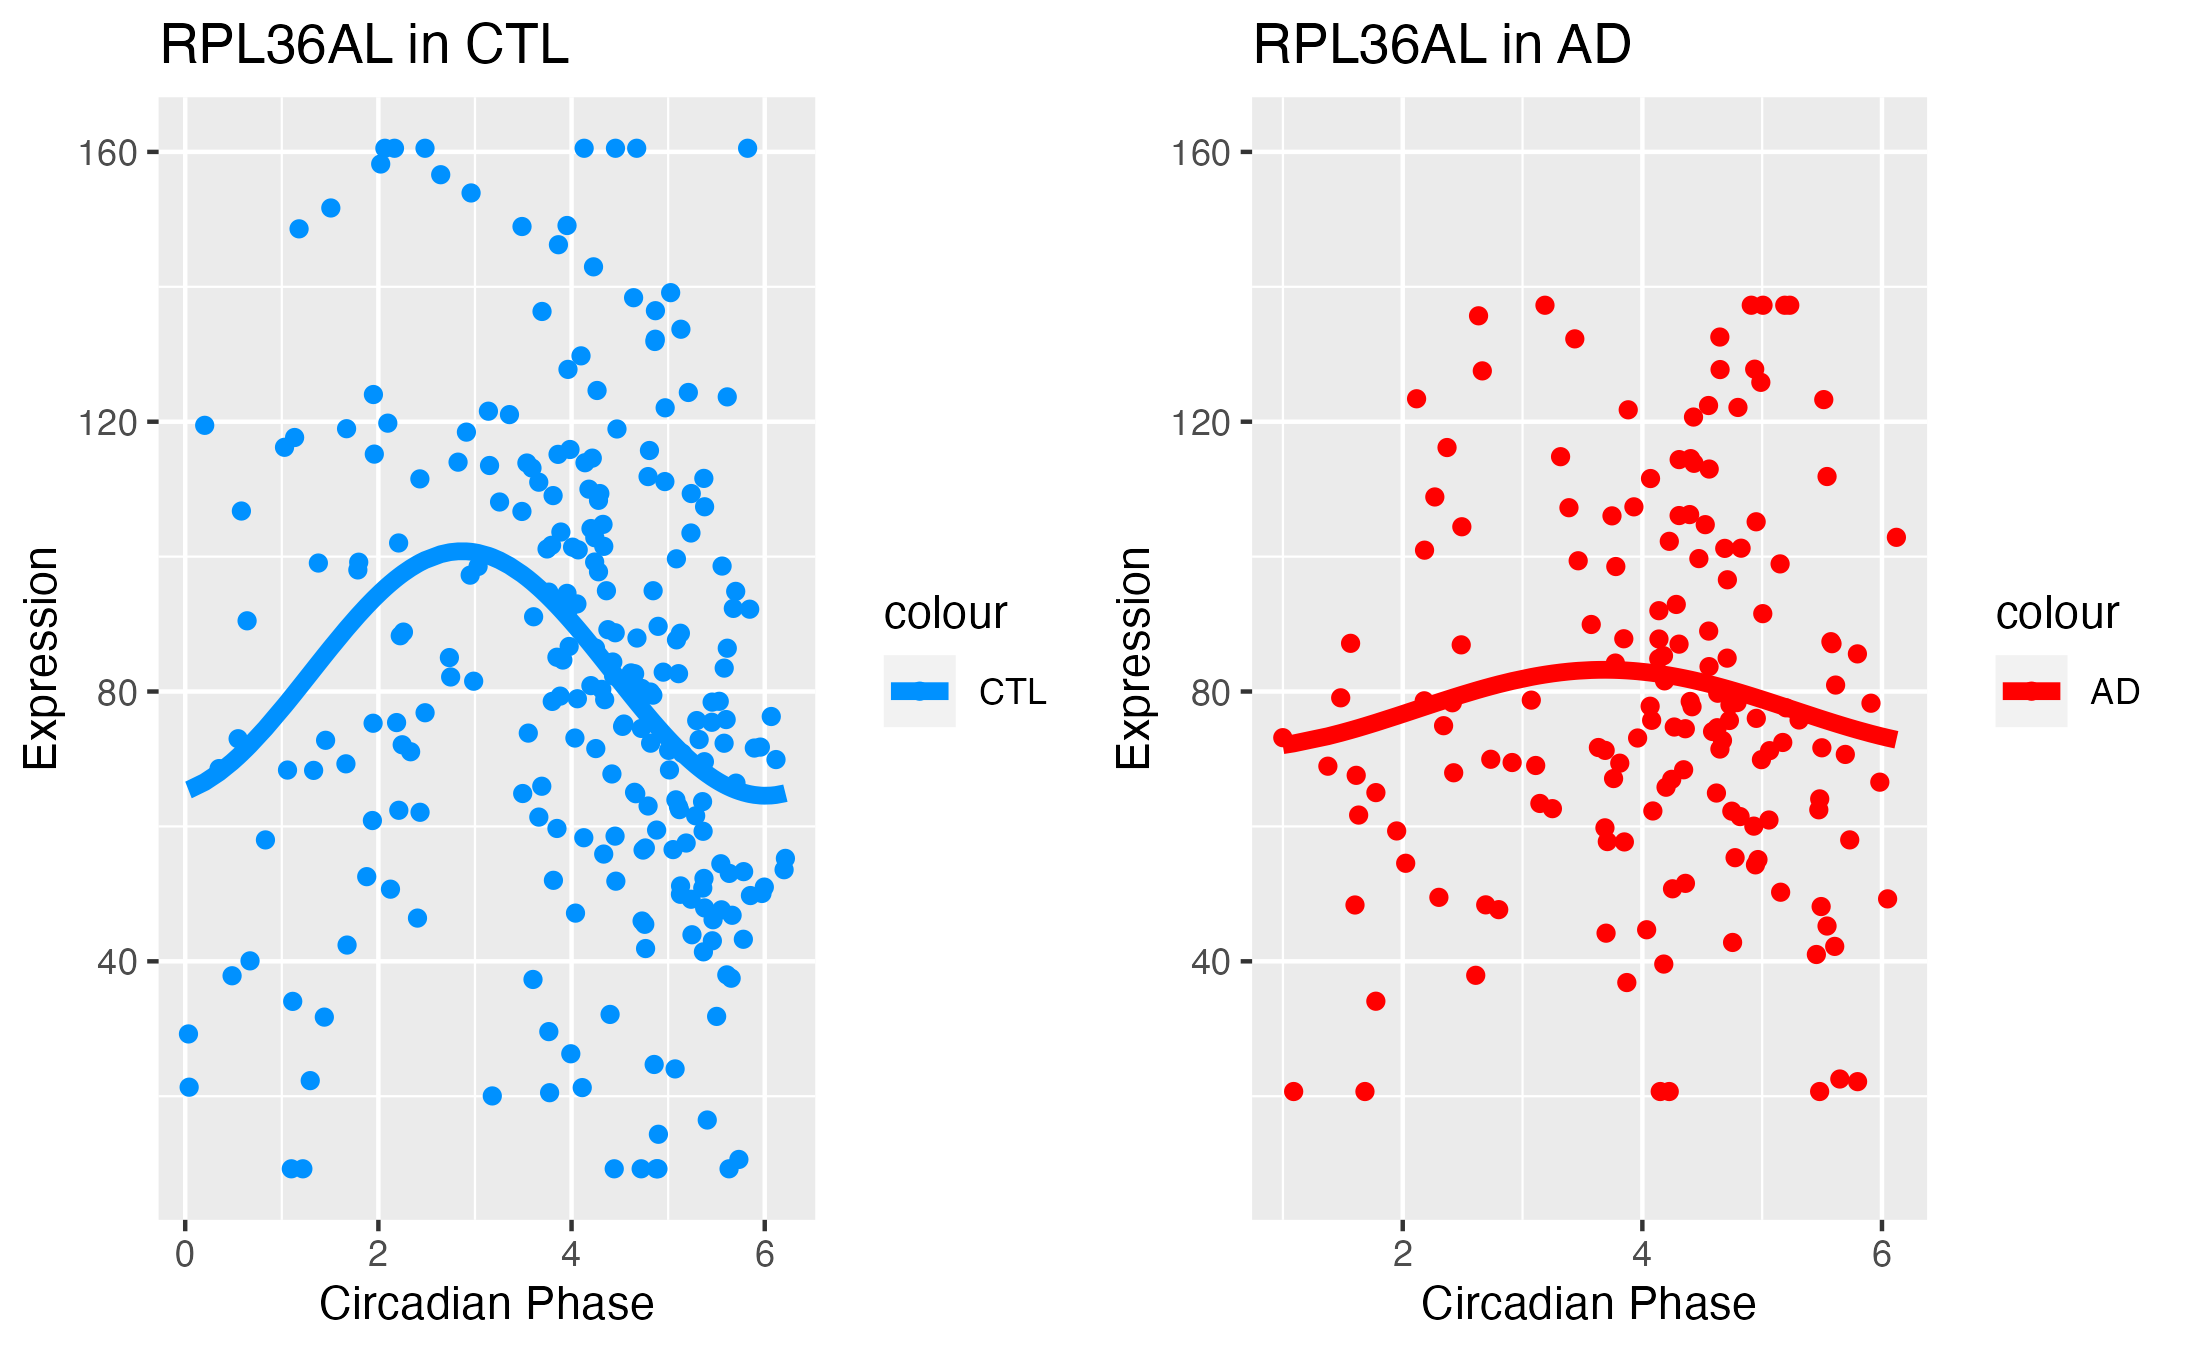 RPL36AL in CTL
160
120
80
40
Expression
0 2 4 6
Circadian Phase
colour
CTL
RPL36AL in AD
160
120
80
40
Expression
2 4 6
Circadian Phase
colour
AD